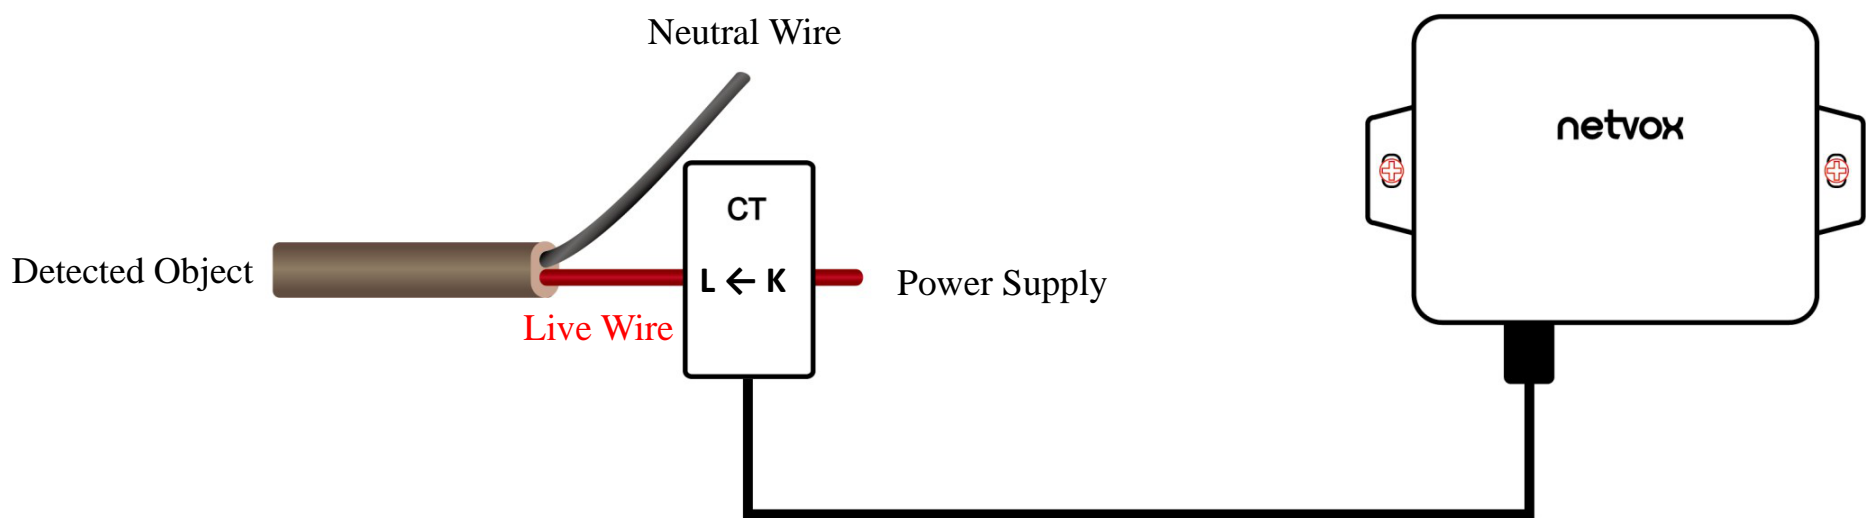 Neutral Wire
netvox
CT
Detected Object
L ← K
Power Supply
Live Wire